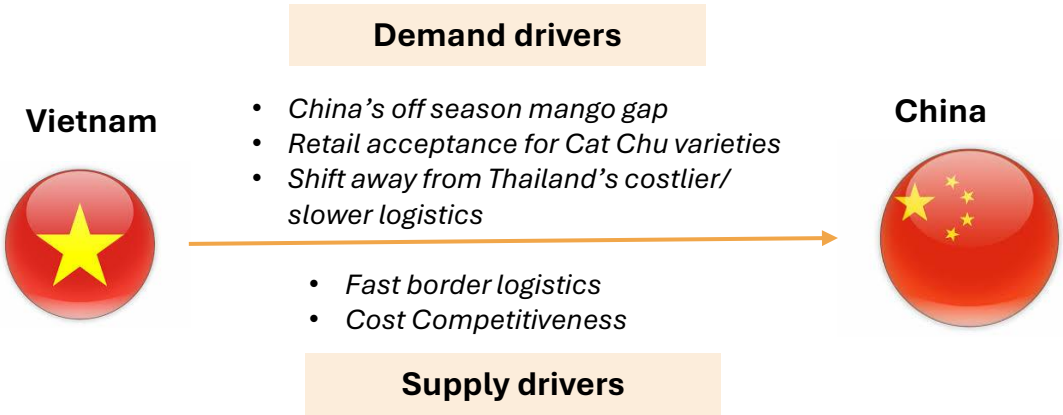 Demand drivers
Vietnam
China
• China’s off season mango gap
• Retail acceptance for Cat Chu varieties
• Shift away from Thailand’s costlier/
slower logistics
• Fast border logistics
• Cost Competitiveness
Supply drivers